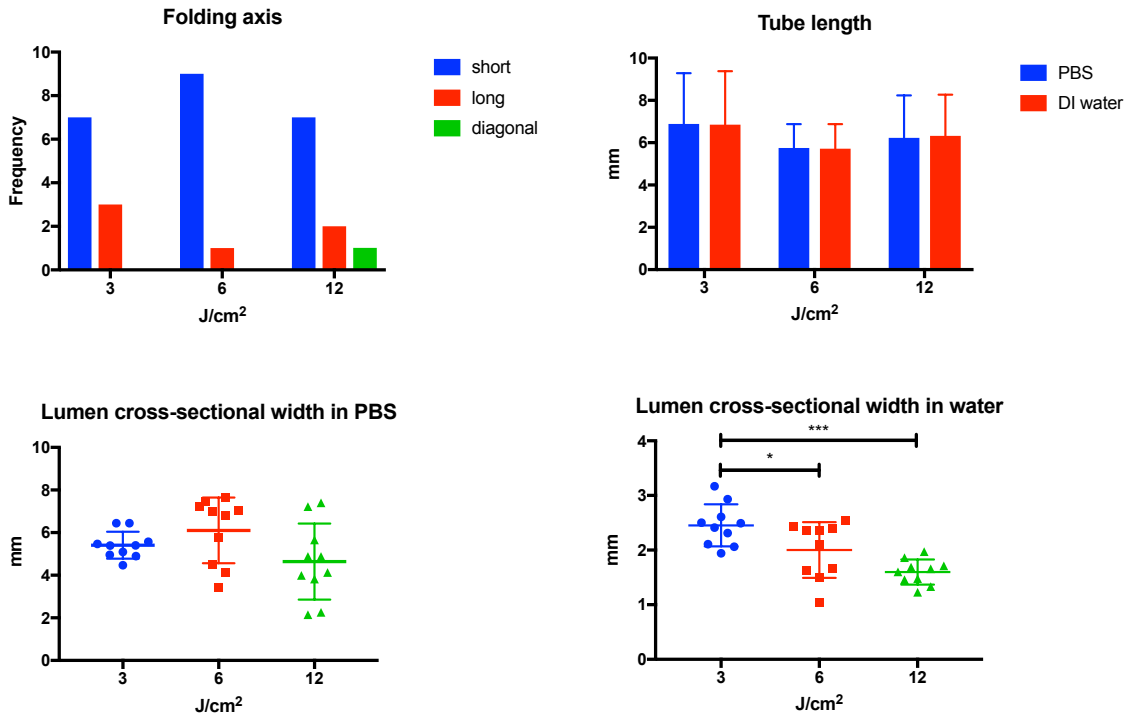 Folding axis
10
8
6
4
2
0
Frequency
3
6
12
J/cm²
short
long
diagonal
Tube length
10
8
6
4
2
0
mm
3
6
12
J/cm²
PBS
DI water
Lumen cross-sectional width in PBS
10
8
6
4
2
0
mm
3
6
12
J/cm²
Lumen cross-sectional width in water
***
*
4
3
2
1
0
mm
3
6
12
J/cm²